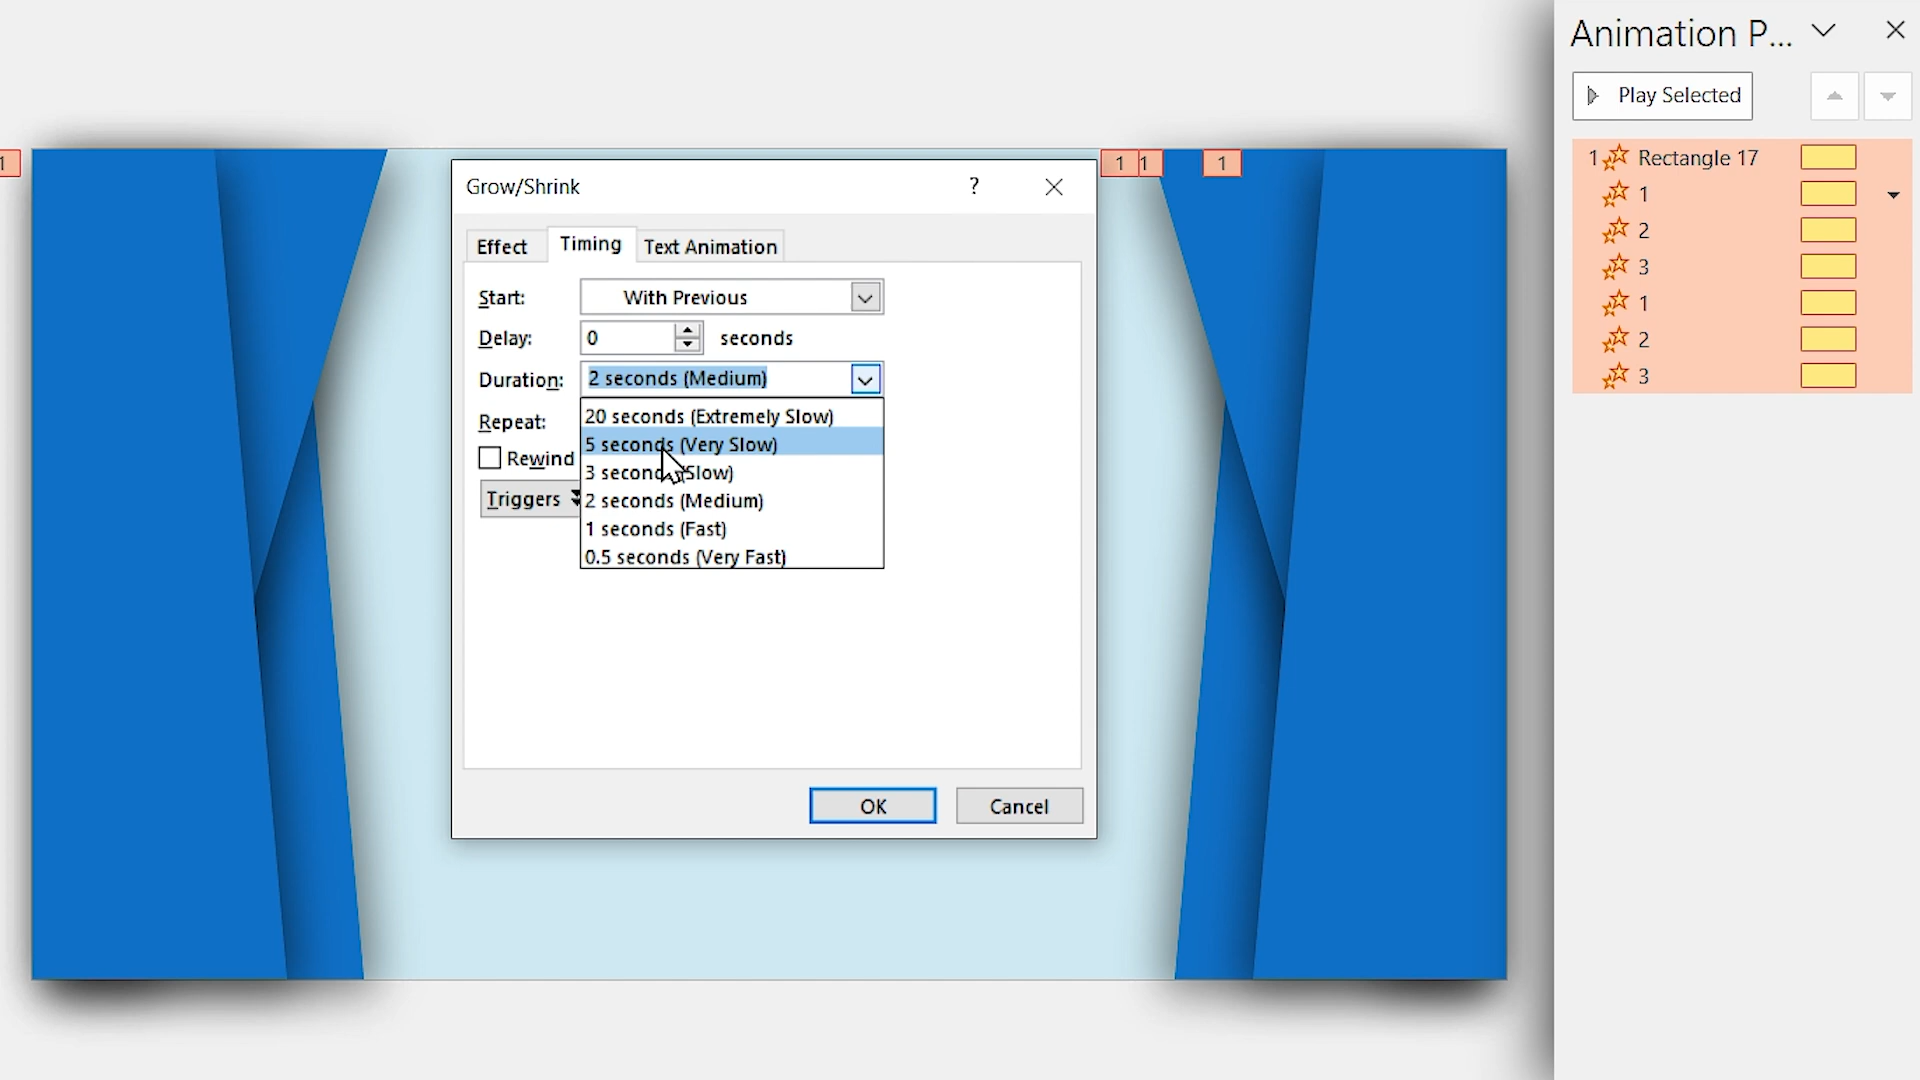 Animation P...
Play Selected
1 Rectangle 17
1
2
3
1
2
3
1
1 1
1
Grow/Shrink
?
Effect Timing Text Animation
Start: With Previous
Delay: 0 seconds
Duration: 2 seconds (Medium)
20 seconds (Extremely Slow)
Repeat:
5 seconds (Very Slow)
Rewind
3 seconds (Slow)
Triggers
2 seconds (Medium)
1 seconds (Fast)
0.5 seconds (Very Fast)
OK Cancel